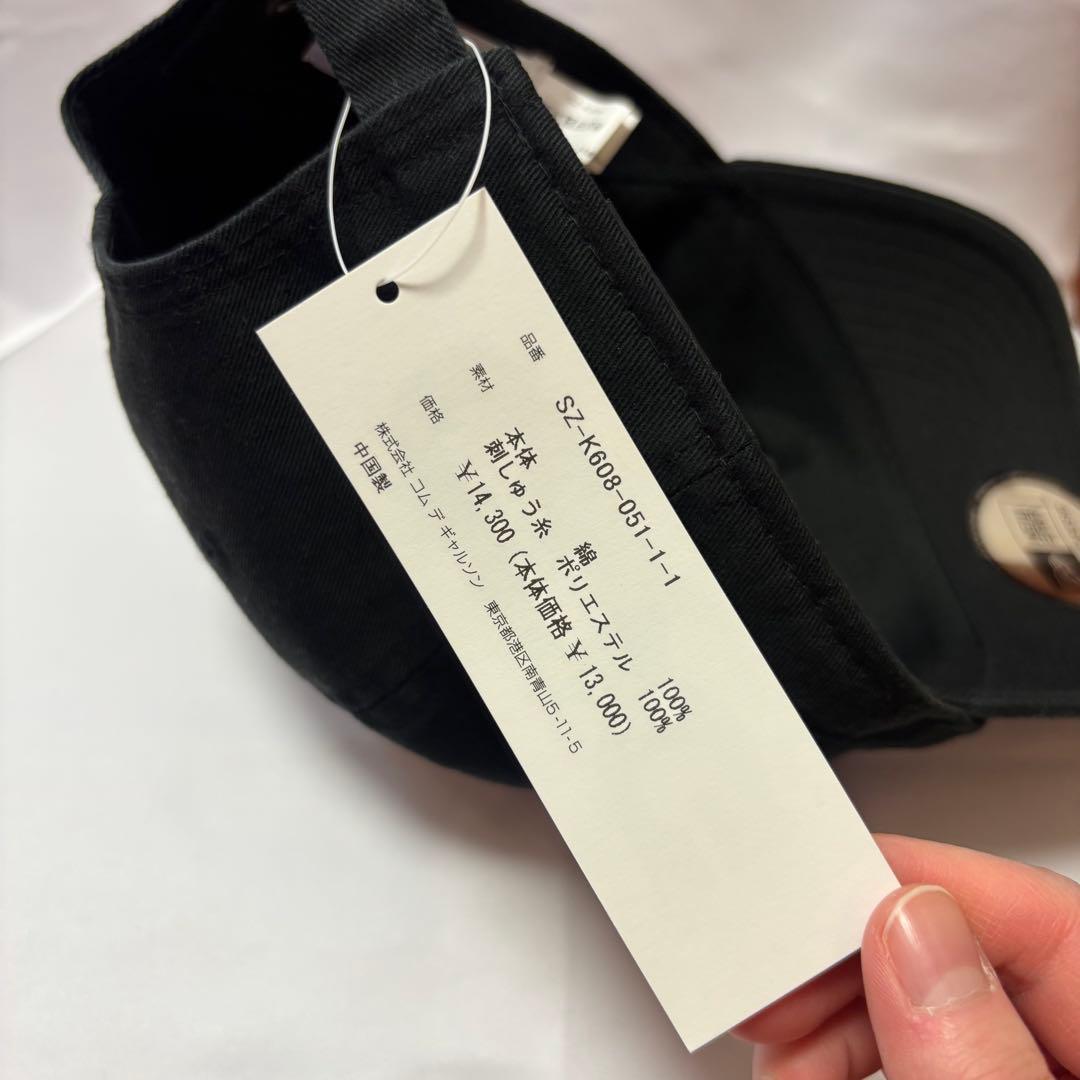 品番 SZ-K608-051-1-1
素材 本体 綿 100%
刺しゅう糸 ポリエステル 100%
価格 ￥14,300 (本体価格￥13,000)
株式会社 コム デ ギャルソン 東京都港区南青山5-11-5
中国製